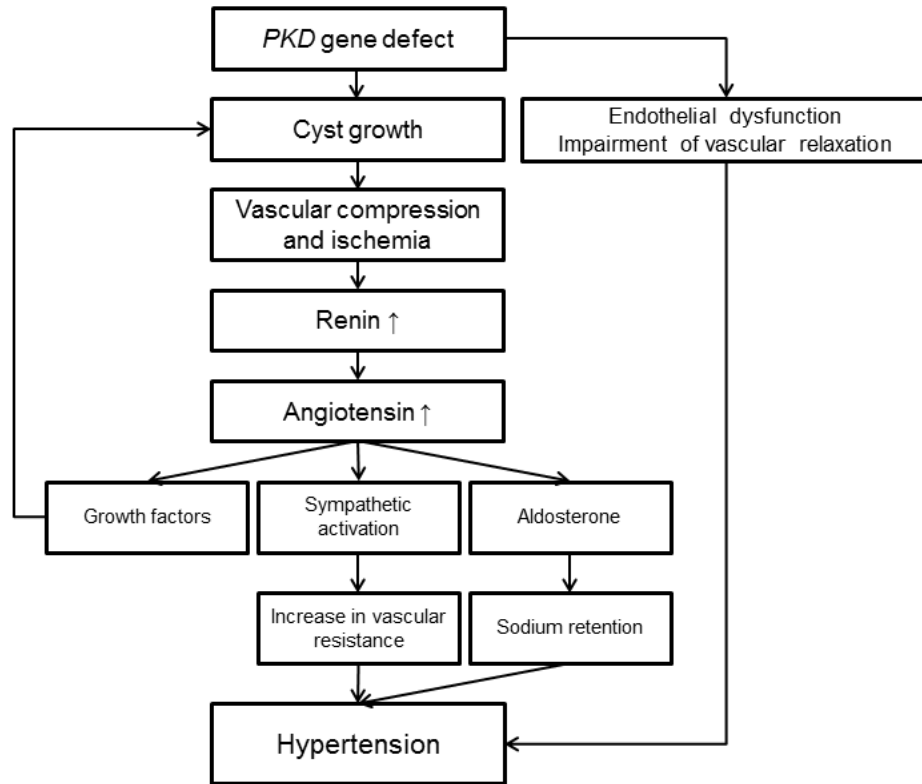 PKD gene defect
Endothelial dysfunction
Impairment of vascular relaxation
Cyst growth
Vascular compression
and ischemia
Renin ↑
Angiotensin ↑
Growth factors
Sympathetic
activation
Aldosterone
Increase in vascular
resistance
Sodium retention
Hypertension